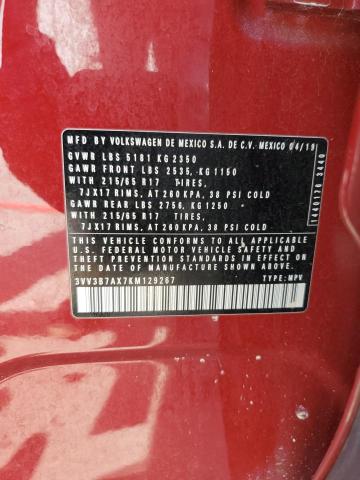 MFD BY VOLKSWAGEN DE MEXICO S.A. DE C.V. MEXICO 04/19
GVWR LBS 5181 KG 2350
GAWR FRONT LBS 2535, KG 1150
WITH 215/65 R17 TIRES,
7JX17 RIMS, AT 260 KPA, 38 PSI COLD
GAWR REAR LBS 2756, KG 1250
WITH 215/65 R17 TIRES,
7JX17 RIMS, AT 260 KPA, 38 PSI COLD
THIS VEHICLE CONFORMS TO ALL APPLICABLE
U.S. FEDERAL MOTOR VEHICLE SAFETY AND
THEFT PREVENTION STANDARDS IN EFFECT ON
THE DATE OF MANUFACTURE SHOWN ABOVE
3VV3B7AX7KM129267 TYPE: MPV
1440126 3440